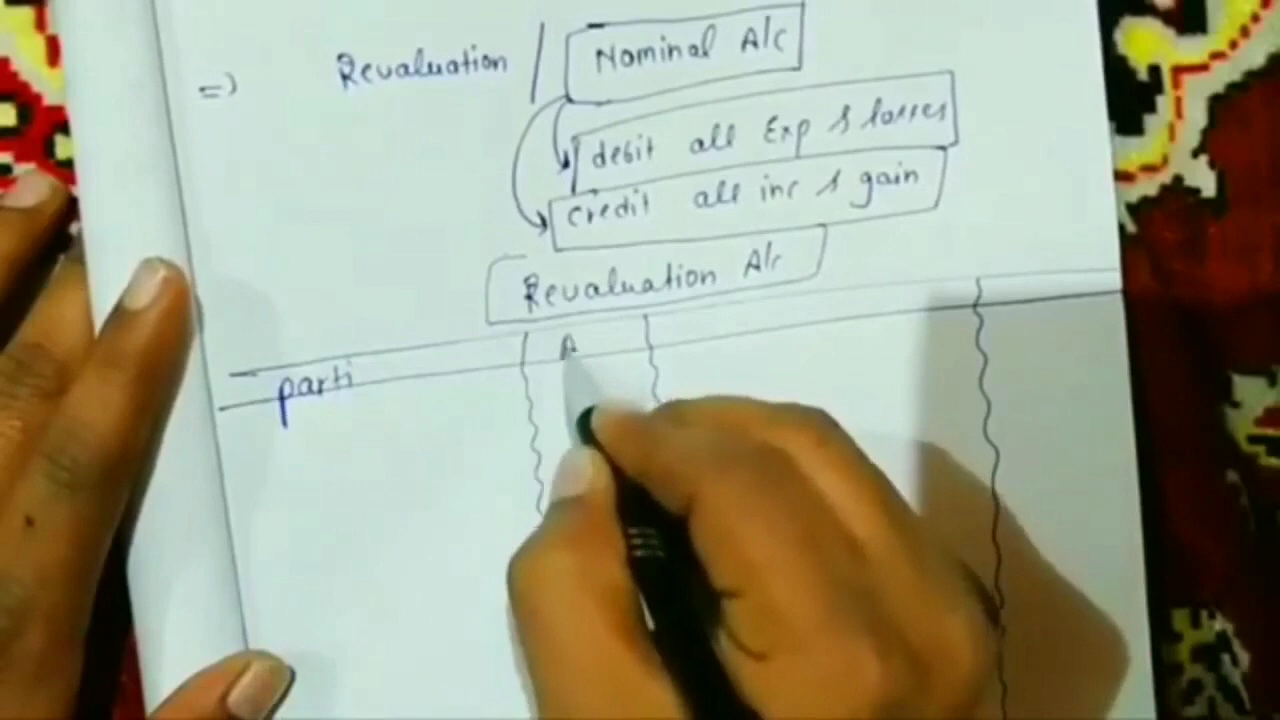 => Revaluation / Nominal A/c
debit all Exp & losses
credit all inc & gain
Revaluation A/c
parti A